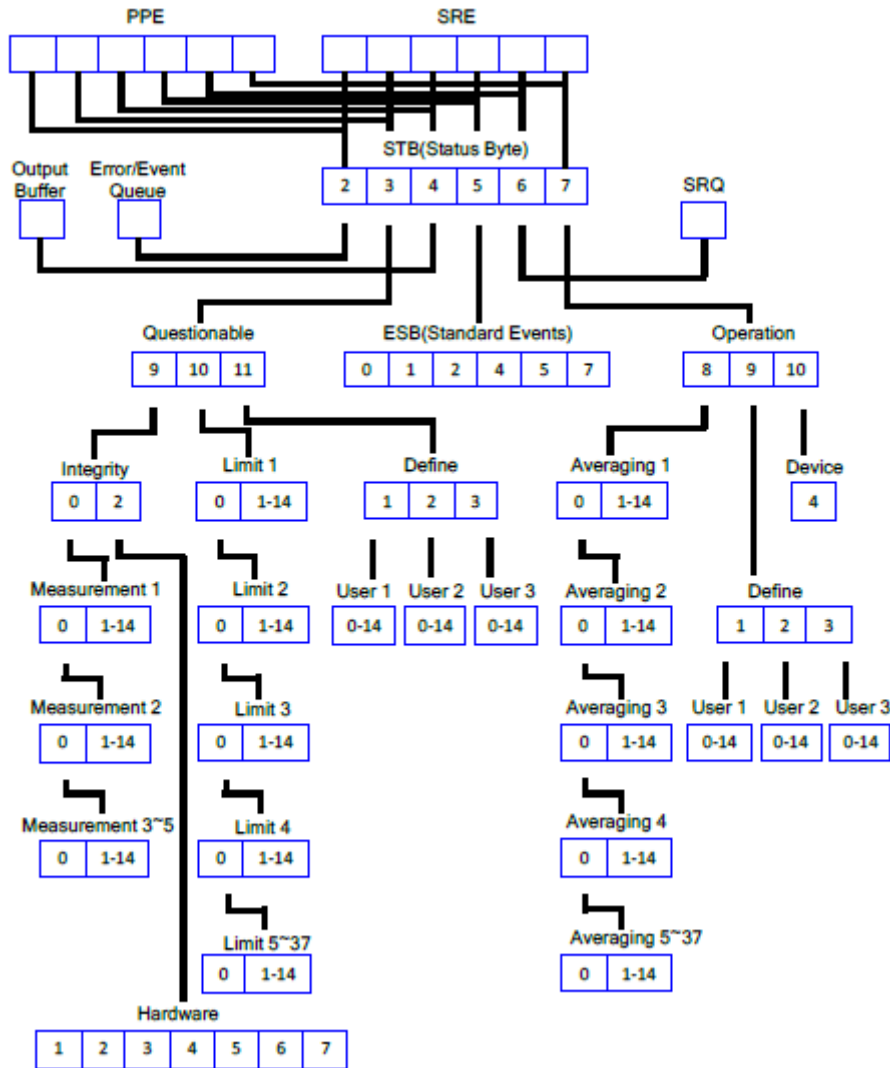 PPE SRE
STB(Status Byte)
Output Buffer
Error/Event Queue
2 3 4 5 6 7
SRQ
Questionable
ESB(Standard Events)
Operation
9 10 11
0 1 2 4 5 7
8 9 10
Integrity
Limit 1
Define
Averaging 1
Device
0 2
0 1-14
1 2 3
0 1-14
4
Measurement 1
Limit 2
User 1 User 2 User 3
Averaging 2
Define
0 1-14
0 1-14
0-14 0-14 0-14
0 1-14
1 2 3
Measurement 2
Limit 3
Averaging 3
User 1 User 2 User 3
0 1-14
0 1-14
0 1-14
0-14 0-14 0-14
Measurement 3~5
Limit 4
Averaging 4
0 1-14
0 1-14
0 1-14
Limit 5~37
Averaging 5~37
0 1-14
0 1-14
Hardware
1 2 3 4 5 6 7